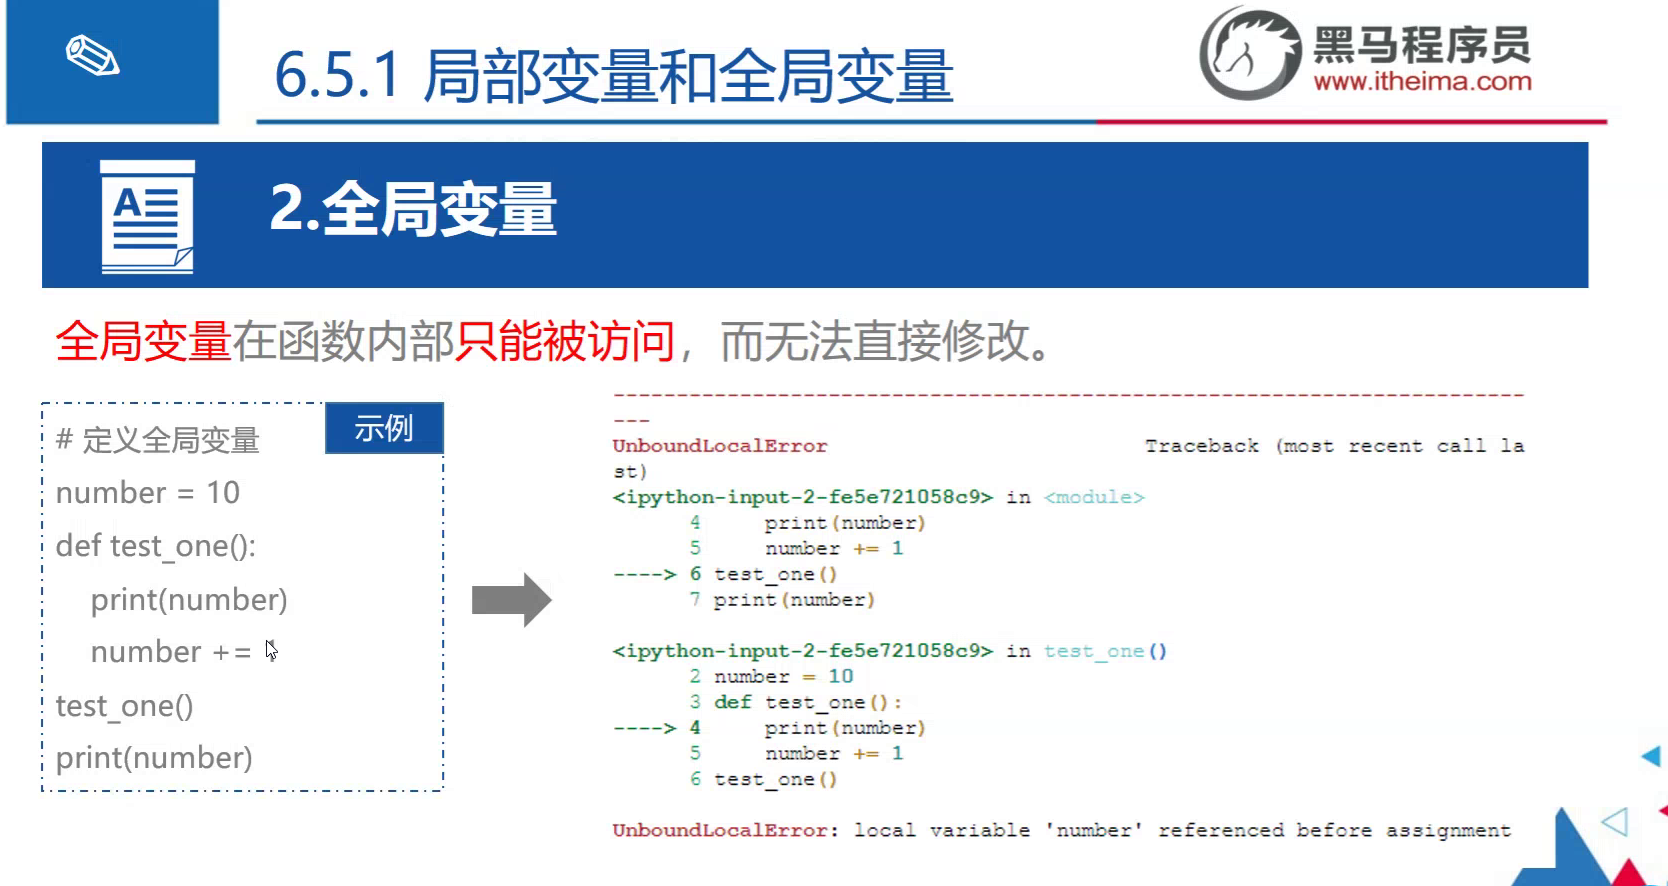 6.5.1 局部变量和全局变量
黑马程序员
www.itheima.com
A
2.全局变量
全局变量在函数内部只能被访问，而无法直接修改。
示例
# 定义全局变量
number = 10
def test_one():
print(number)
number +=
test_one()
print(number)
---------------------------------------------------------------------------
UnboundLocalError Traceback (most recent call la
st)
<ipython-input-2-fe5e721058c9> in <module>
4 print(number)
5 number += 1
----> 6 test_one()
7 print(number)
<ipython-input-2-fe5e721058c9> in test_one()
2 number = 10
3 def test_one():
----> 4 print(number)
5 number += 1
6 test_one()
UnboundLocalError: local variable 'number' referenced before assignment